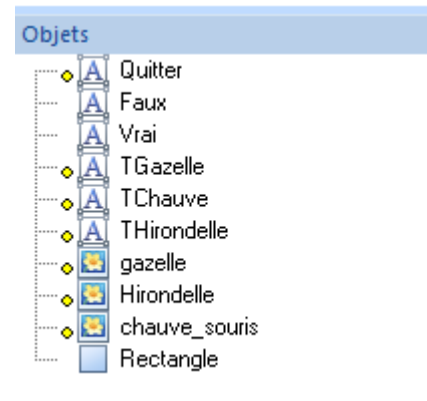 Objets
Quitter
Faux
Vrai
TGazelle
TChauve
THirondelle
gazelle
Hirondelle
chauve_souris
Rectangle